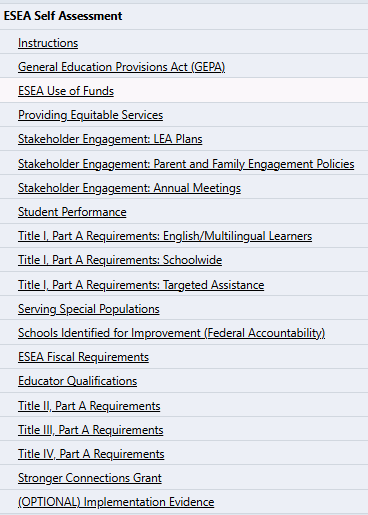 ESEA Self Assessment
Instructions
General Education Provisions Act (GEPA)
ESEA Use of Funds
Providing Equitable Services
Stakeholder Engagement: LEA Plans
Stakeholder Engagement: Parent and Family Engagement Policies
Stakeholder Engagement: Annual Meetings
Student Performance
Title I, Part A Requirements: English/Multilingual Learners
Title I, Part A Requirements: Schoolwide
Title I, Part A Requirements: Targeted Assistance
Serving Special Populations
Schools Identified for Improvement (Federal Accountability)
ESEA Fiscal Requirements
Educator Qualifications
Title II, Part A Requirements
Title III, Part A Requirements
Title IV, Part A Requirements
Stronger Connections Grant
(OPTIONAL) Implementation Evidence